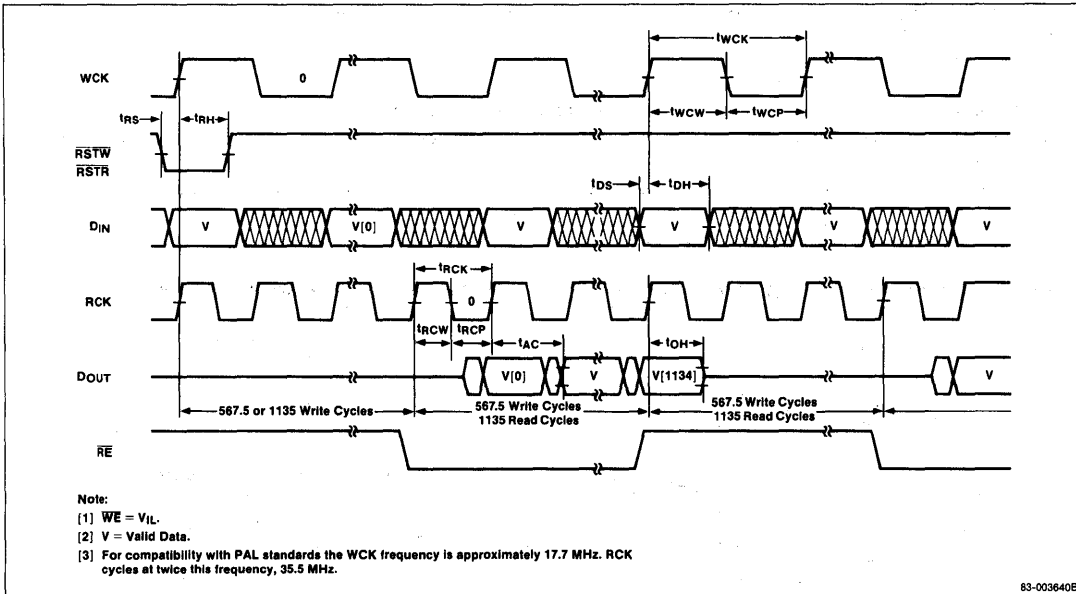 tWCK
WCK
0
tWCW
tWCP
tRS
tRH
RSTW
RSTR
tDS
tDH
DIN
V
V[0]
V
V
V
V
tRCK
RCK
0
tRCW
tRCP
tAC
tOH
DOUT
V[0]
V
V[1134]
V
567.5 or 1135 Write Cycles
567.5 Write Cycles
1135 Read Cycles
567.5 Write Cycles
1135 Read Cycles
RE
Note:
[1] WE = VIL.
[2] V = Valid Data.
[3] For compatibility with PAL standards the WCK frequency is approximately 17.7 MHz. RCK
cycles at twice this frequency, 35.5 MHz.
83-003640B